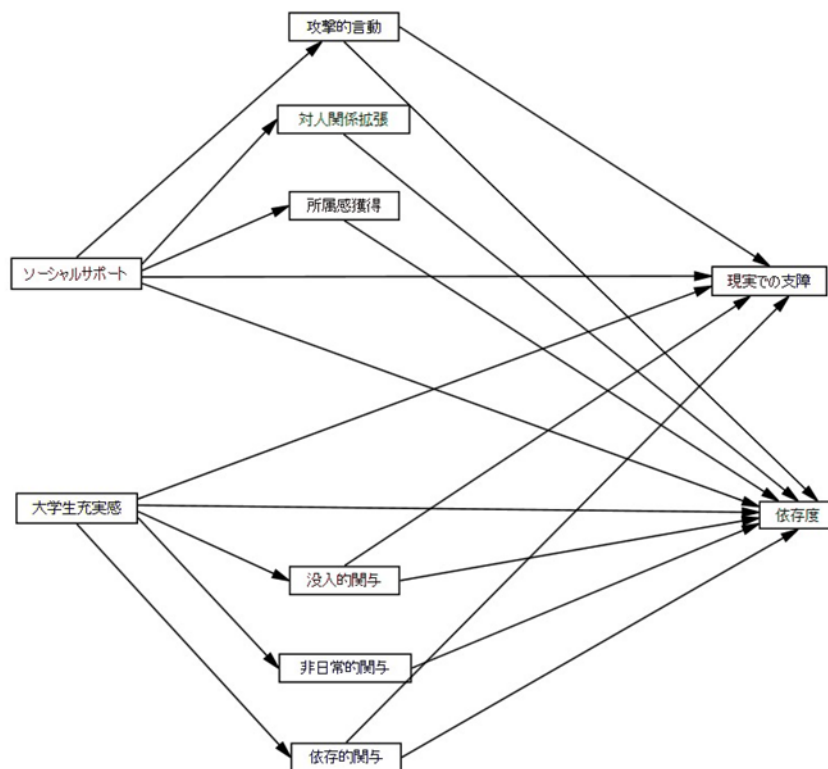 攻撃的言動
対人関係拡張
所属感獲得
ソーシャルサポート
現実での支障
大学生充実感
依存度
没入的関与
非日常的関与
依存的関与